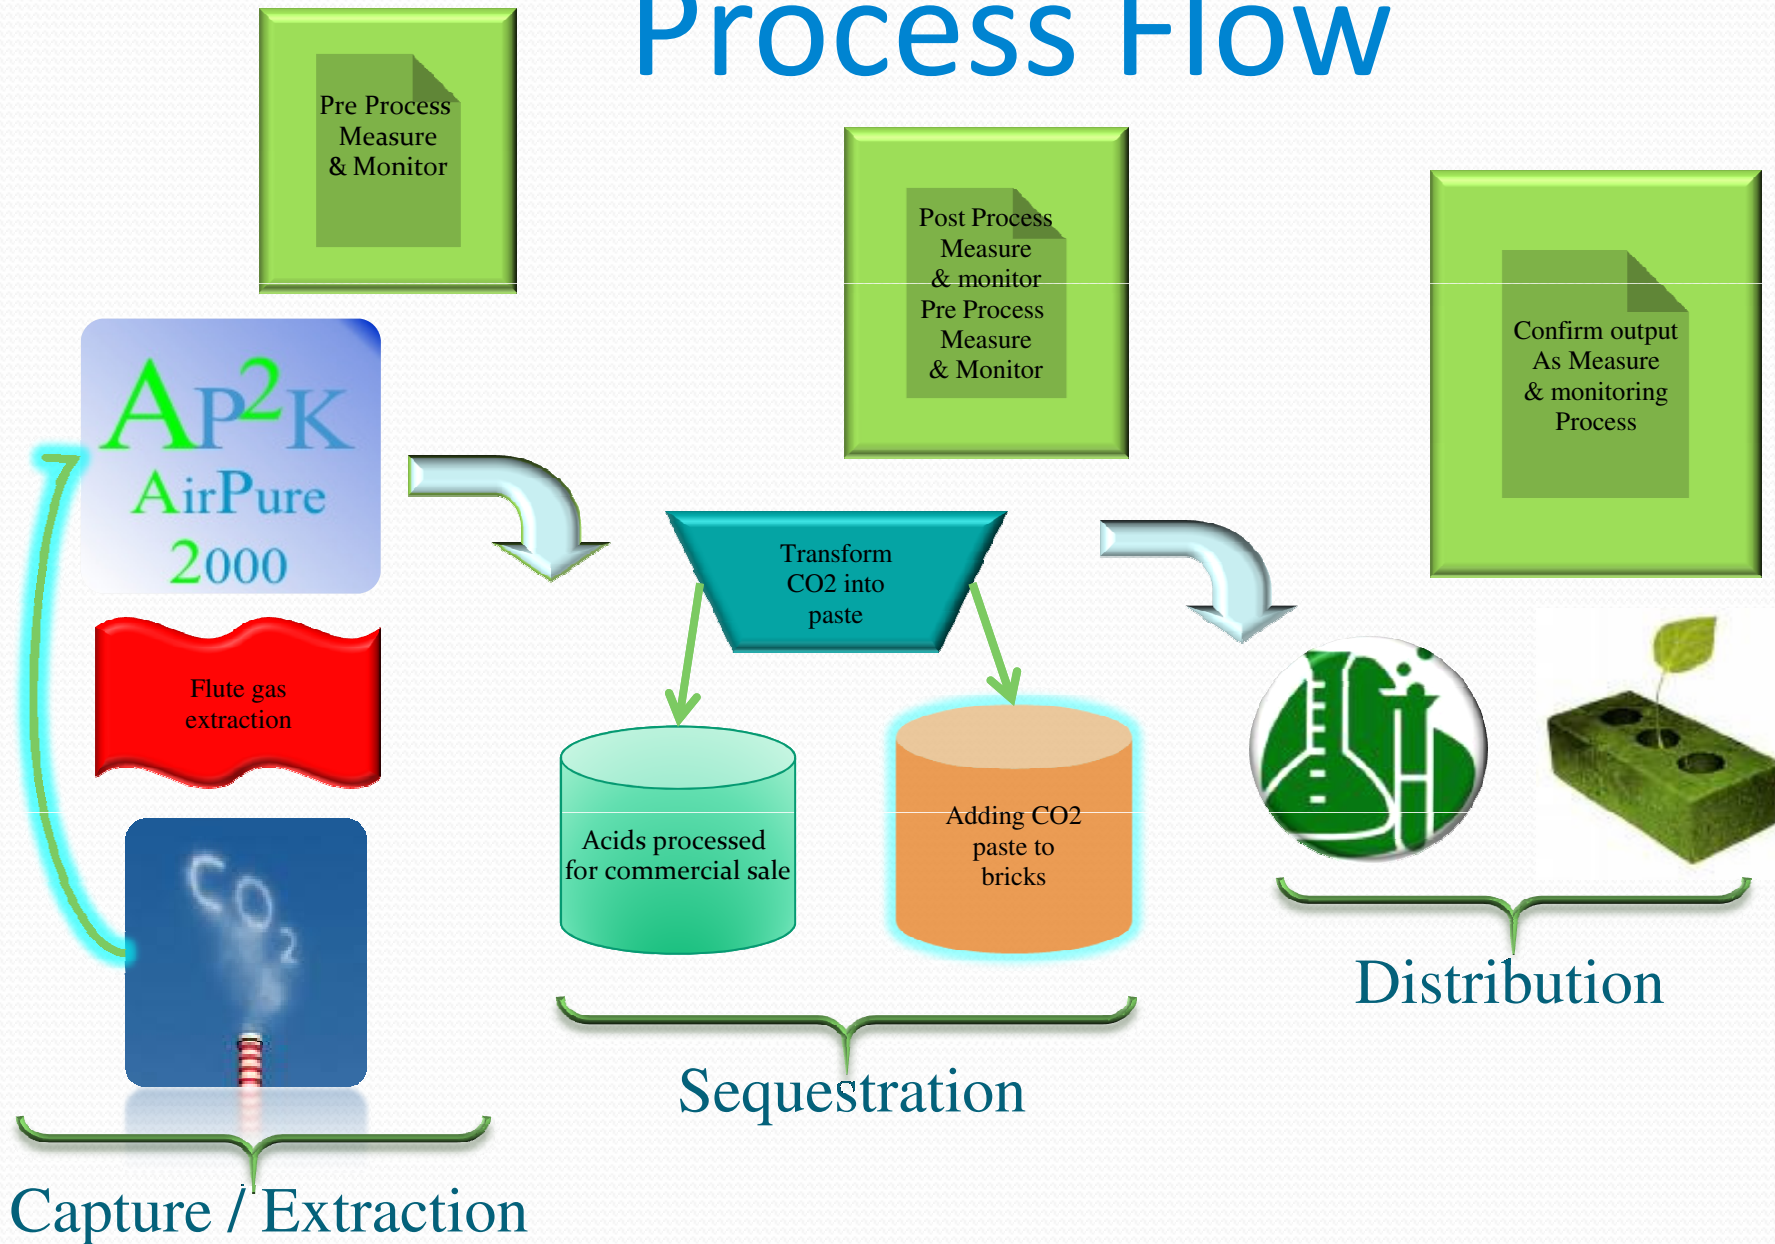 Process Flow
Pre Process
Measure
& Monitor
Post Process
Measure
& monitor
Pre Process
Measure
& Monitor
Confirm output
As Measure
& monitoring
Process
AP2K
AirPure
2000
Transform
CO2 into
paste
Flute gas
extraction
Acids processed
for commercial sale
Adding CO2
paste to
bricks
CO2
Distribution
Sequestration
Capture / Extraction